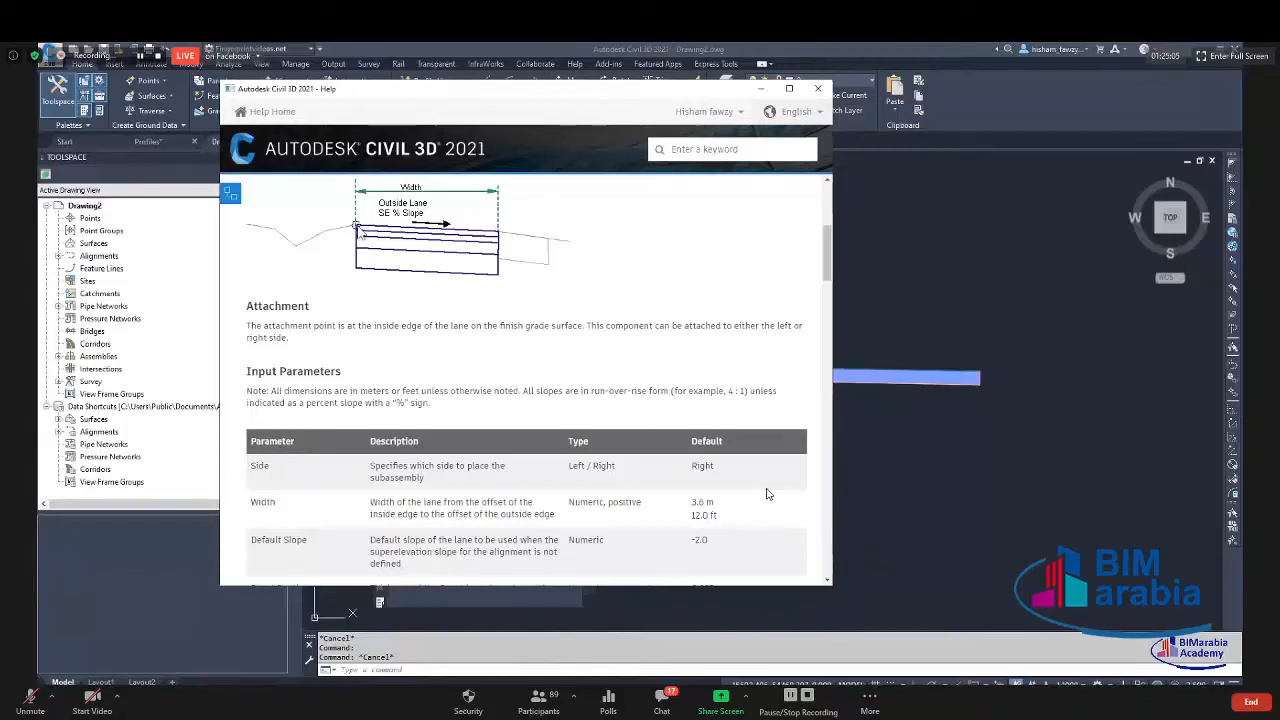 Recording...
LIVE on Facebook
Autodesk Civil 3D 2021 Drawing2.dwg
hisham_fawzy...
01:25:05
Enter Full Screen
Home
View Manage Output Survey Rail Transparent InfraWorks Collaborate Help Add-ins Featured Apps Express Tools
Toolspace
Points
Surfaces
Traverse
Palettes
Create Ground Data
Paste
Clipboard
Start
Profiles*
TOOLSPACE
Active Drawing View
Drawing2
Points
Point Groups
Surfaces
Alignments
Feature Lines
Sites
Catchments
Pipe Networks
Pressure Networks
Bridges
Corridors
Assemblies
Intersections
Survey
View Frame Groups
Data Shortcuts [C:\Users\Public\Documents\A
Surfaces
Alignments
Pipe Networks
Pressure Networks
Corridors
View Frame Groups
Autodesk Civil 3D 2021 - Help
Help Home
Hisham fawzy
English
AUTODESK® CIVIL 3D® 2021
Enter a keyword
Width
Outside Lane
SE % Slope
Attachment
The attachment point is at the inside edge of the lane on the finish grade surface. This component can be attached to either the left or
right side.
Input Parameters
Note: All dimensions are in meters or feet unless otherwise noted. All slopes are in run-over-rise form (for example, 4 : 1) unless
indicated as a percent slope with a “%” sign.
Parameter Description Type Default
Side Specifies which side to place the Left / Right Right
subassembly
Width Width of the lane from the offset of the Numeric, positive 3.6 m
inside edge to the offset of the outside edge 12.0 ft
Default Slope Default slope of the lane to be used when the Numeric -2.0
superelevation slope for the alignment is not
defined
N
W TOP E
S
WCS
BIM
arabia
BIMarabia
Academy
*Cancel*
Command:
Command: *Cancel*
Type a command
Model Layout1 Layout2 +
Unmute
Start Video
Security
Participants 89
Polls
Chat 17
Share Screen
Pause/Stop Recording
More
End